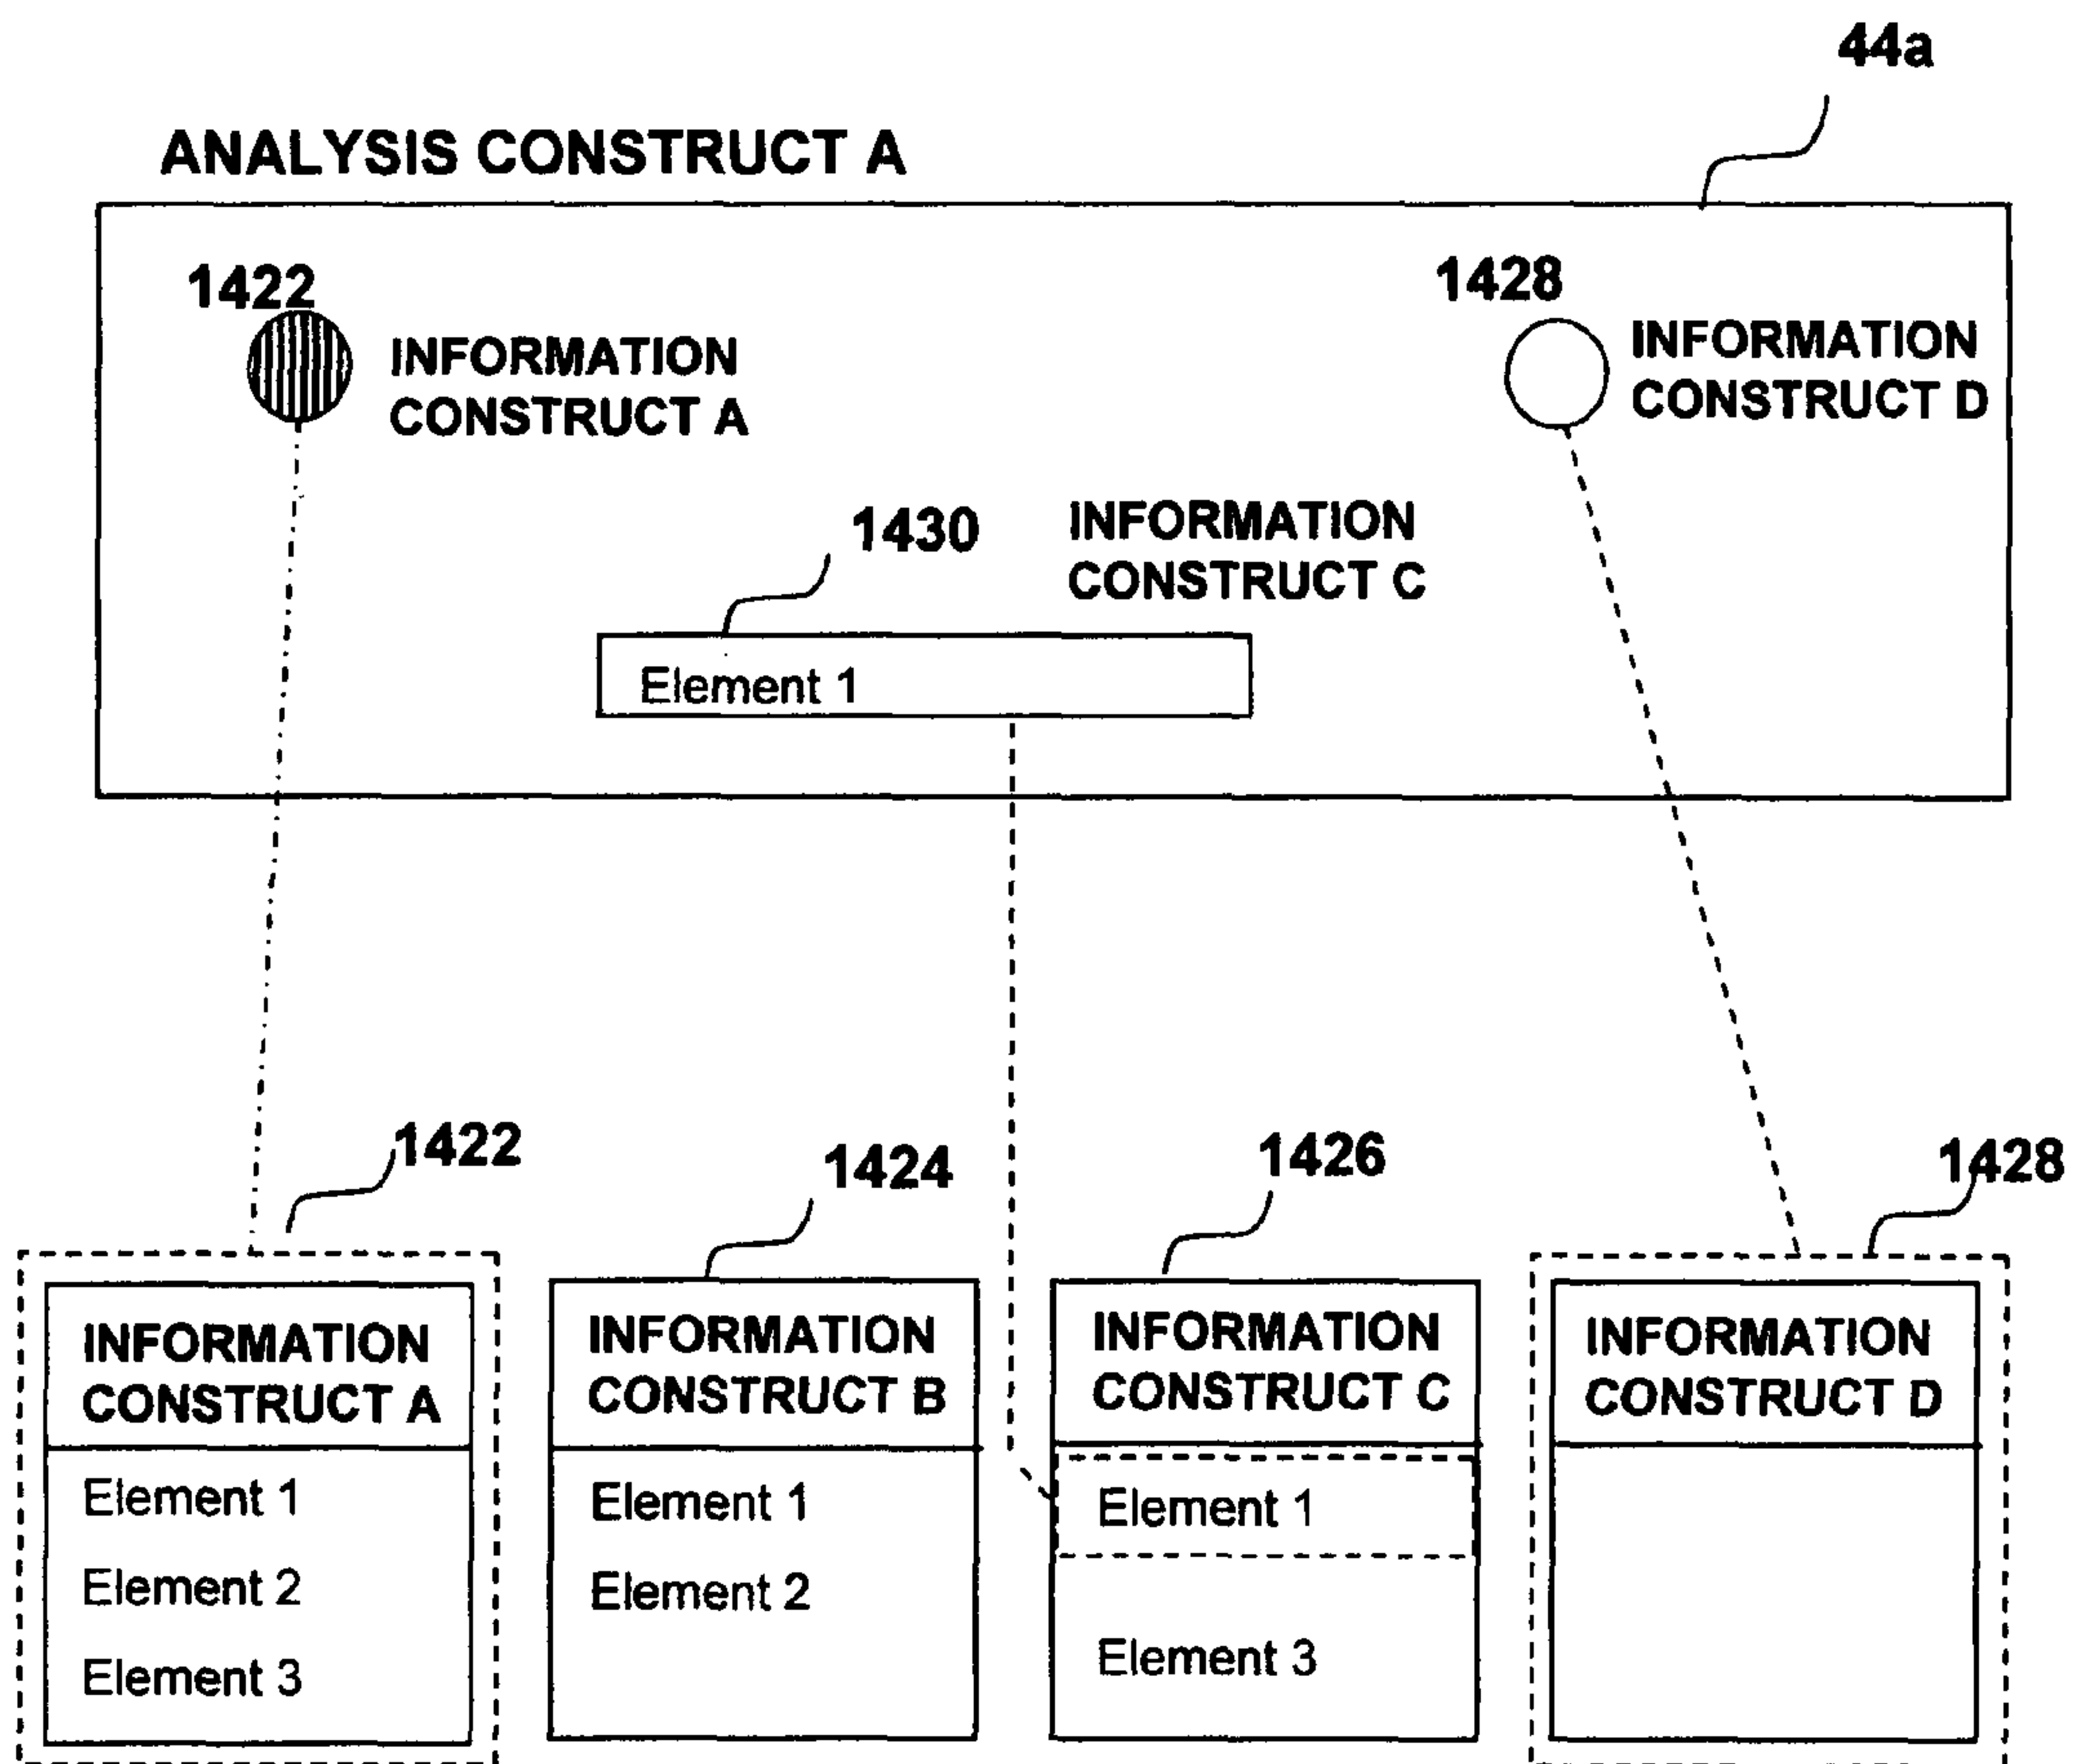 44a
ANALYSIS CONSTRUCT A
1422
INFORMATION
CONSTRUCT A
1428
INFORMATION
CONSTRUCT D
1430
INFORMATION
CONSTRUCT C
Element 1
1422
1424
1426
1428
INFORMATION
CONSTRUCT A
Element 1
Element 2
Element 3
INFORMATION
CONSTRUCT B
Element 1
Element 2
INFORMATION
CONSTRUCT C
Element 1
Element 3
INFORMATION
CONSTRUCT D